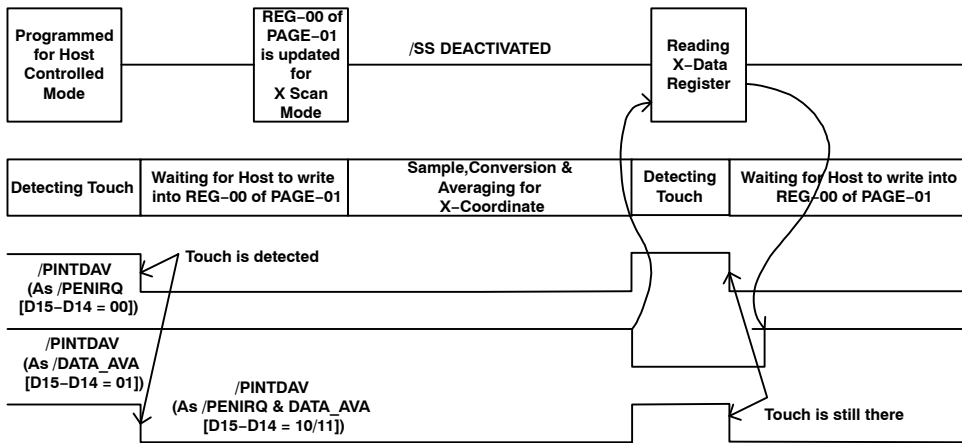 Programmed
for Host
Controlled
Mode
REG−00 of
PAGE−01
is updated
for
X Scan
Mode
/SS DEACTIVATED
Reading
X−Data
Register
Detecting Touch
Waiting for Host to write
into REG−00 of PAGE−01
Sample,Conversion &
Averaging for
X−Coordinate
Detecting
Touch
Waiting for Host to write into
REG−00 of PAGE−01
Touch is detected
/PINTDAV
(As /PENIRQ
[D15−D14 = 00])
/PINTDAV
(As /DATA_AVA
[D15−D14 = 01])
/PINTDAV
(As /PENIRQ & DATA_AVA
[D15−D14 = 10/11])
Touch is still there